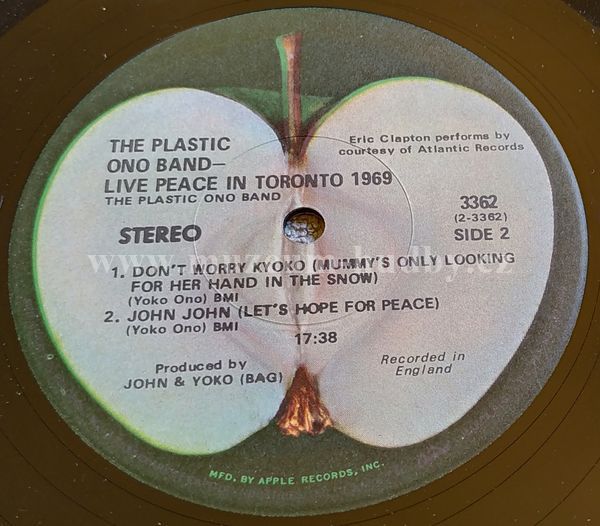 THE PLASTIC
ONO BAND—
LIVE PEACE IN TORONTO 1969
THE PLASTIC ONO BAND
Eric Clapton performs by
courtesy of Atlantic Records
STEREO
3362
(2-3362)
SIDE 2
1. DON'T WORRY KYOKO (MUMMY'S ONLY LOOKING
FOR HER HAND IN THE SNOW)
(Yoko Ono) BMI
2. JOHN JOHN (LET'S HOPE FOR PEACE)
(Yoko Ono) BMI
17:38
Produced by
JOHN & YOKO (BAG)
Recorded in
England
MFD. BY APPLE RECORDS, INC.